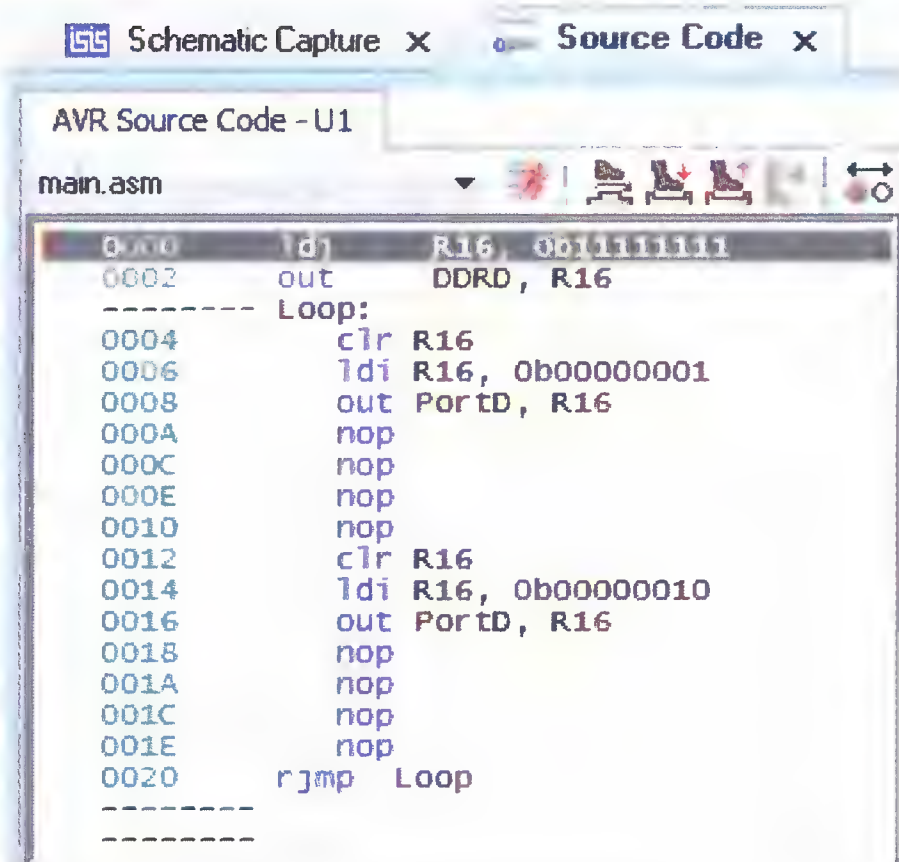 isis Schematic Capture x Source Code x
AVR Source Code - U1
main.asm
0000 ldi R16, 0b11111111
0002 out DDRD, R16
-------- Loop:
0004 clr R16
0006 ldi R16, 0b00000001
0008 out PortD, R16
000A nop
000C nop
000E nop
0010 nop
0012 clr R16
0014 ldi R16, 0b00000010
0016 out PortD, R16
0018 nop
001A nop
001C nop
001E nop
0020 rjmp Loop
--------
--------